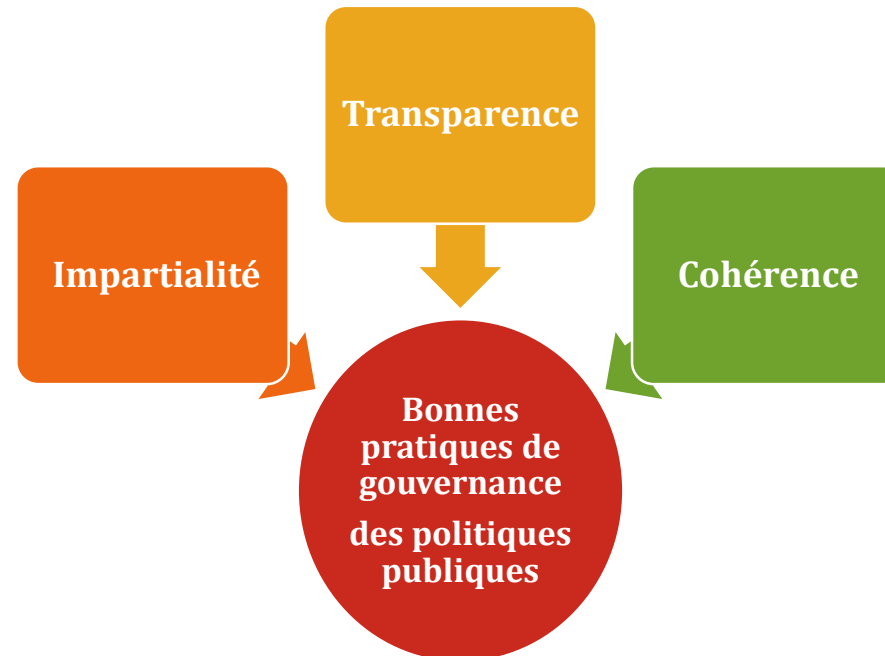 Transparence
Impartialité
Cohérence
Bonnes
pratiques de
gouvernance
des politiques
publiques